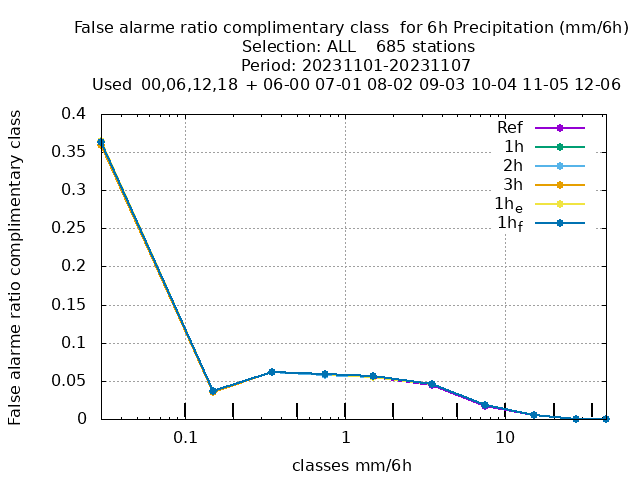 False alarme ratio complimentary class  for 6h Precipitation (mm/6h)
Selection: ALL    685 stations
Period: 20231101-20231107
Used  00,06,12,18  + 06-00 07-01 08-02 09-03 10-04 11-05 12-06
False alarme ratio complimentary class
0.4
0.35
0.3
0.25
0.2
0.15
0.1
0.05
0
Ref
1h
2h
3h
1he
1hf
0.1 1 10
classes mm/6h